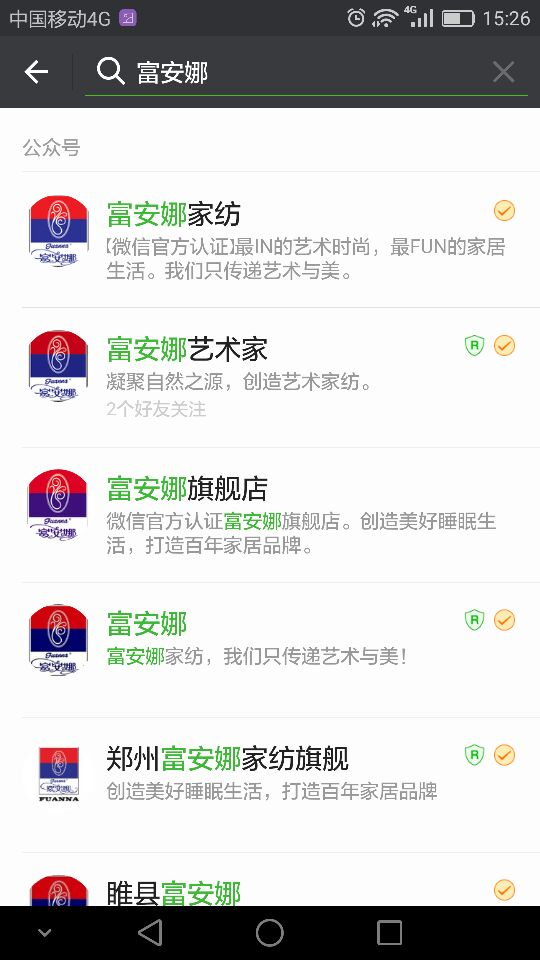 中国移动4G
4G
15:26
富安娜
公众号
富安娜家纺
【微信官方认证】最IN的艺术时尚，最FUN的家居
生活。我们只传递艺术与美。
富安娜艺术家
凝聚自然之源，创造艺术家纺。
2个好友关注
富安娜旗舰店
微信官方认证富安娜旗舰店。创造美好睡眠生
活，打造百年家居品牌。
富安娜
富安娜家纺，我们只传递艺术与美！
郑州富安娜家纺旗舰
创造美好睡眠生活，打造百年家居品牌
FUANNA
睢县富安娜